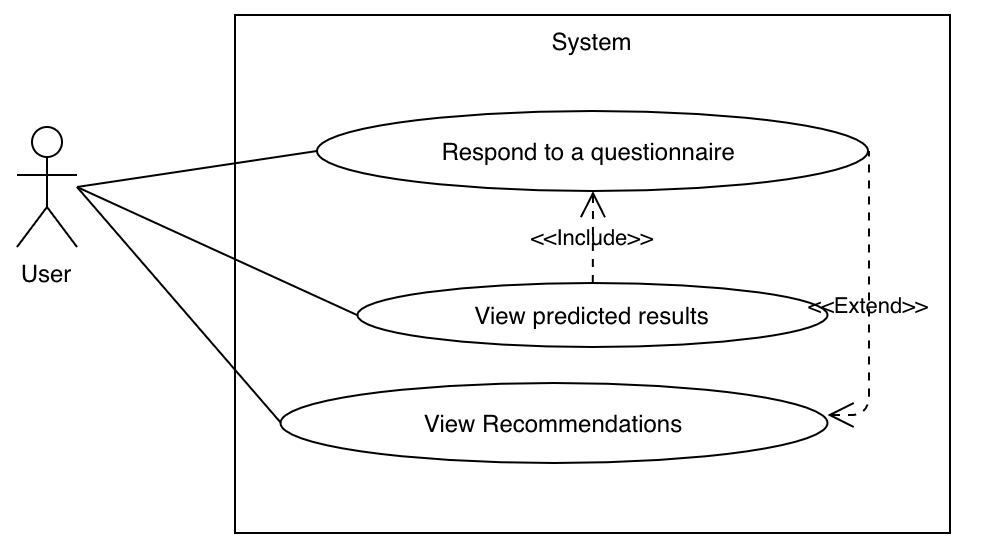 System
Respond to a questionnaire
<<Include>>
User
<<Extend>>
View predicted results
View Recommendations